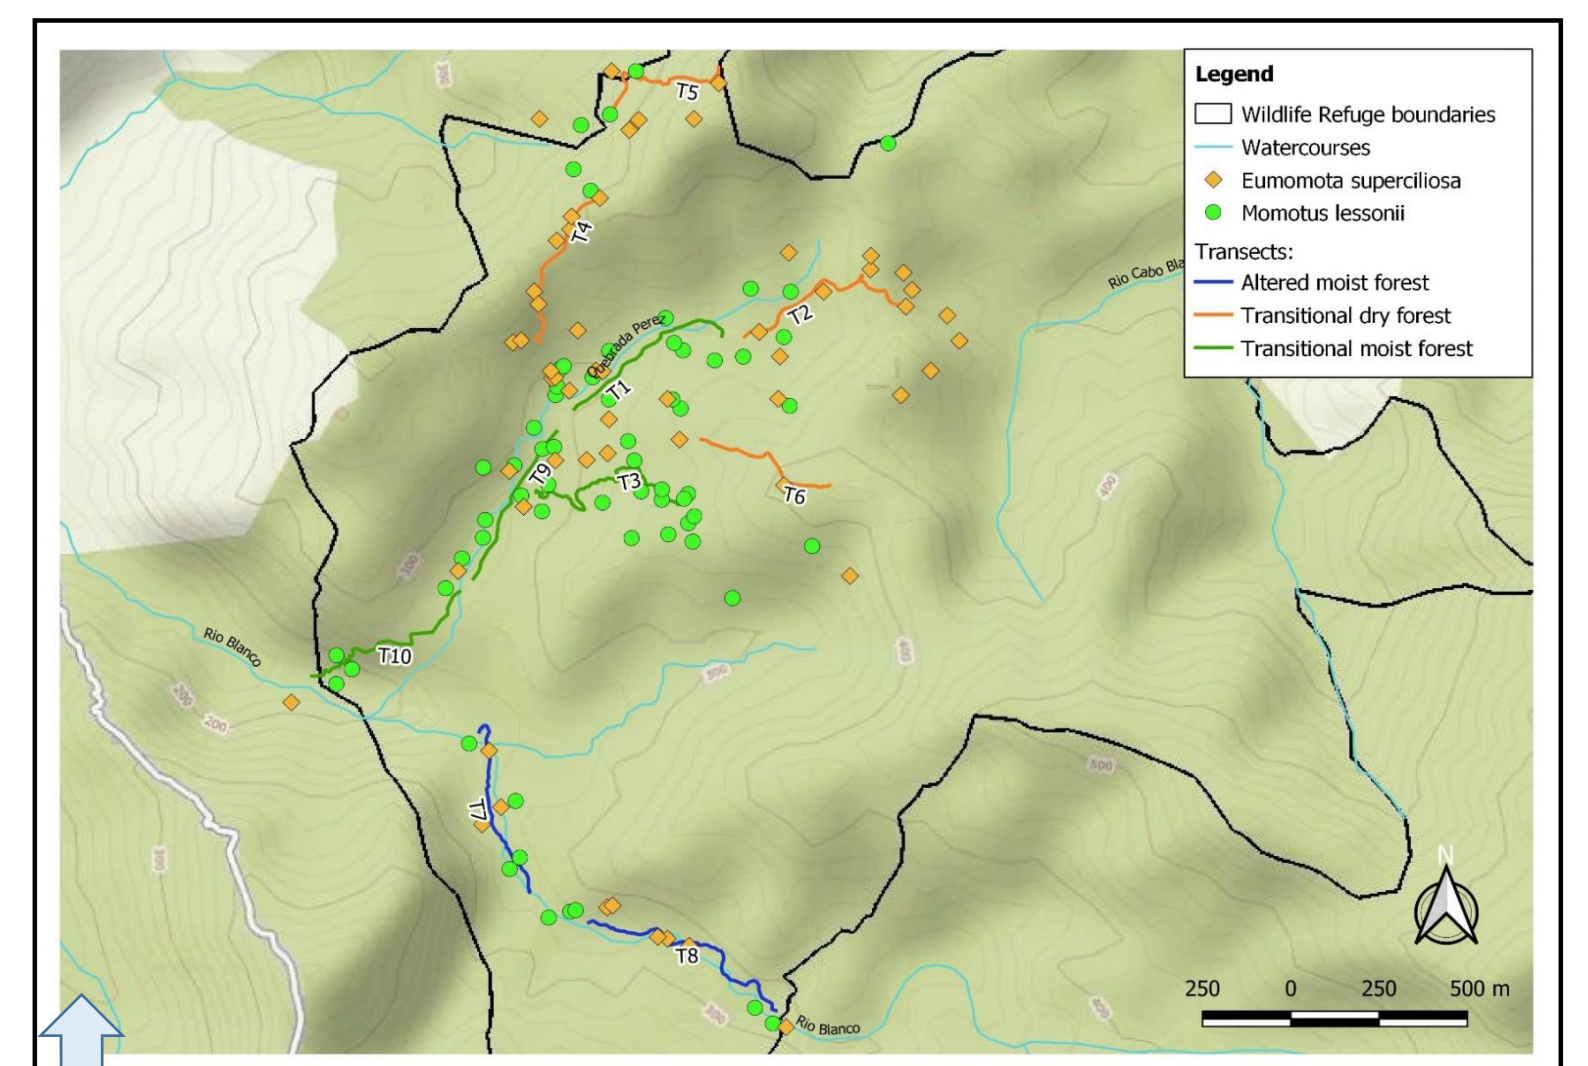 Legend
Wildlife Refuge boundaries
Watercourses
Eumomota superciliosa
Momotus lessonii
Transects:
Altered moist forest
Transitional dry forest
Transitional moist forest
300
T5
T4
Rio Cabo Bla
T2
Quebrada Perez
T1
T9
T3
T6
400
300
Rio Blanco
T10
400
300
200
200
500
T7
300
N
T8
300
Rio Blanco
400
250 0 250 500 m